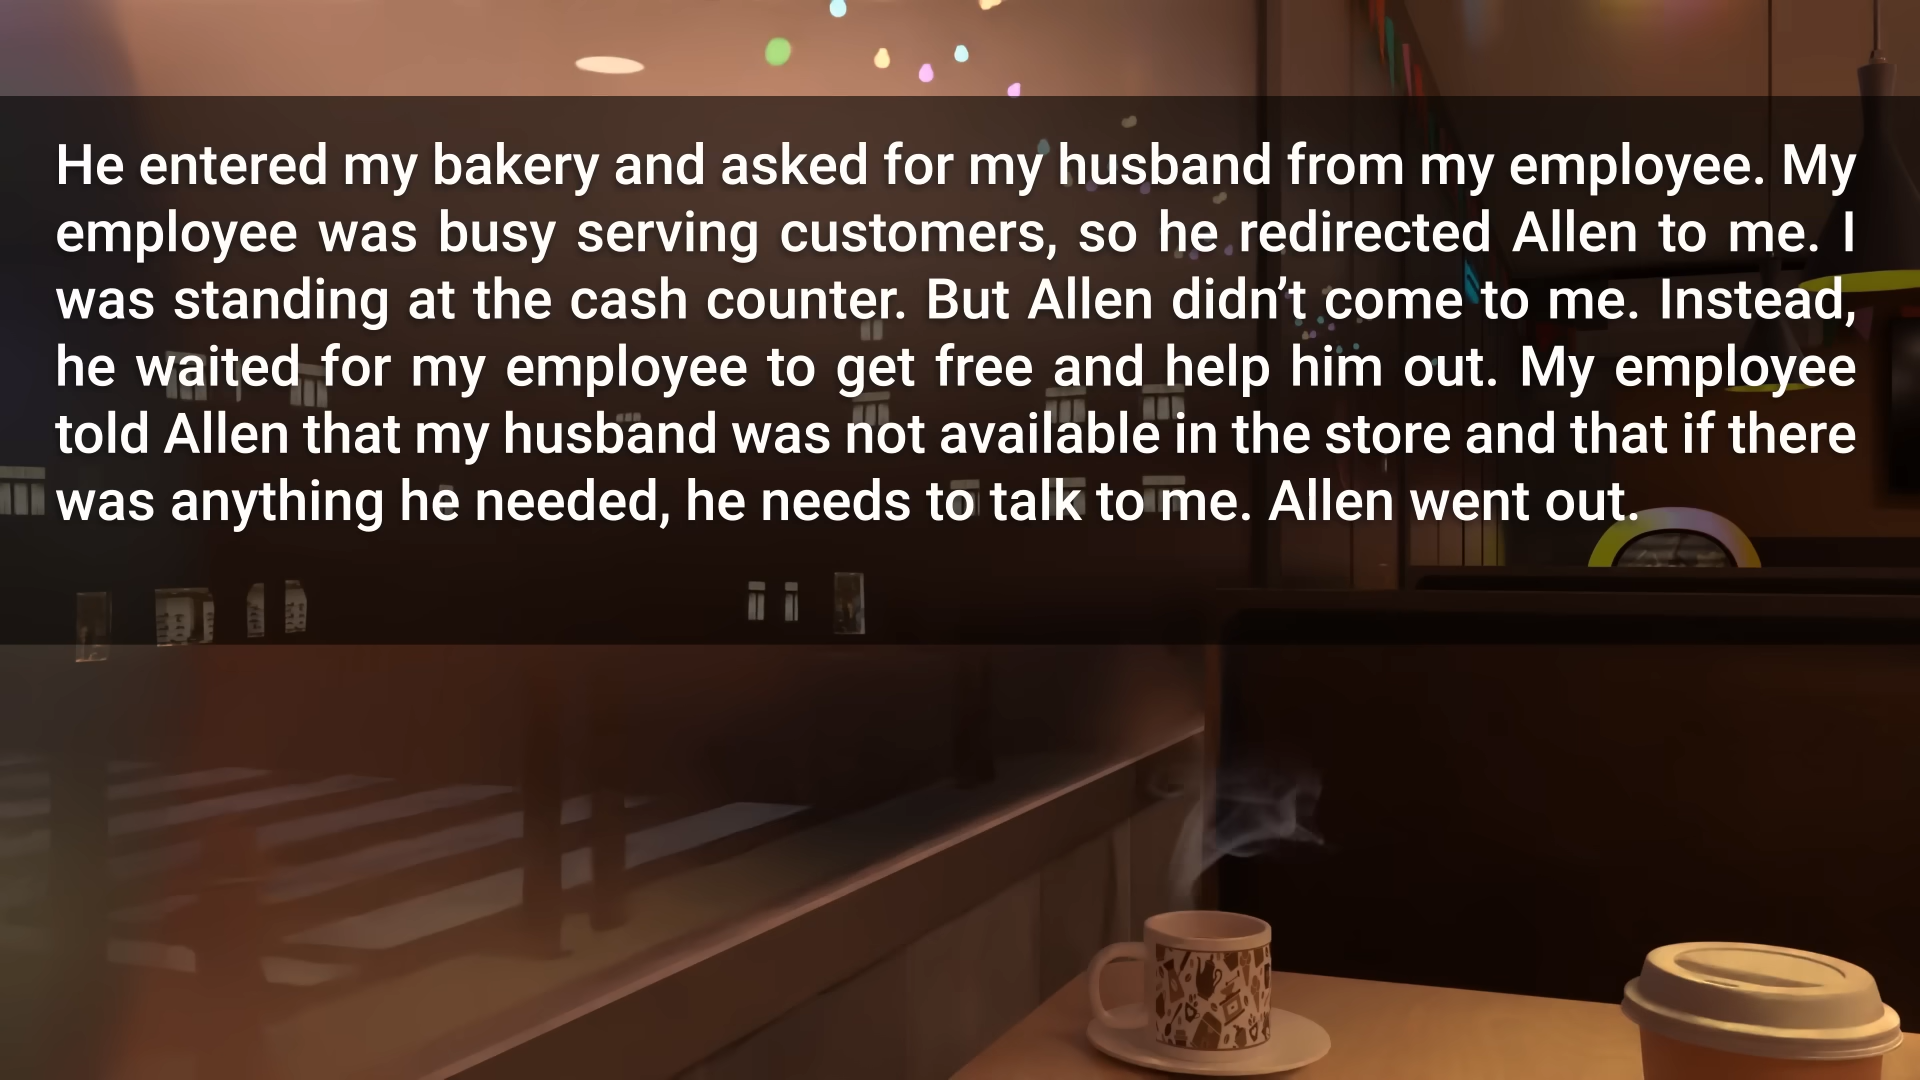 He entered my bakery and asked for my husband from my employee. My
employee was busy serving customers, so he redirected Allen to me. I
was standing at the cash counter. But Allen didn’t come to me. Instead,
he waited for my employee to get free and help him out. My employee
told Allen that my husband was not available in the store and that if there
was anything he needed, he needs to talk to me. Allen went out.